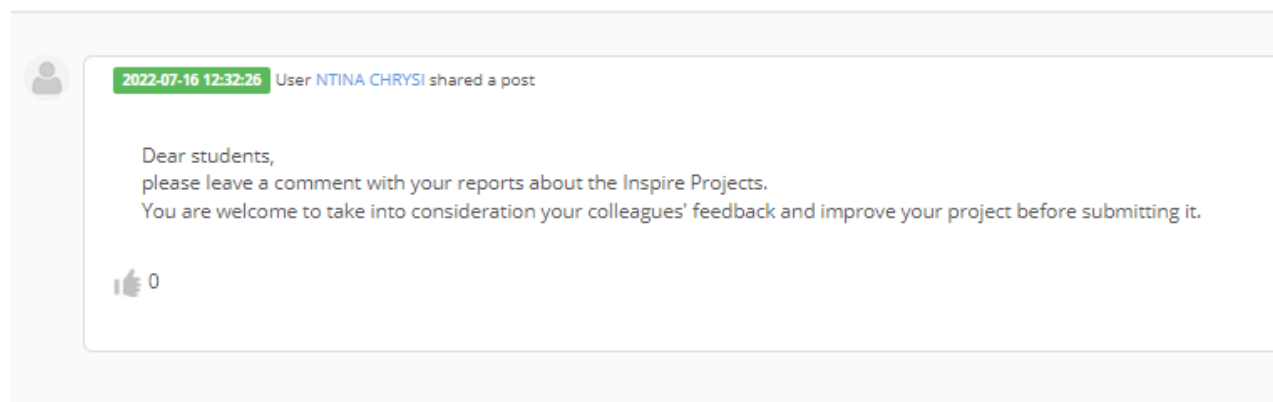 2022-07-16 12:32:26 User NTINA CHRYSI shared a post
Dear students,
please leave a comment with your reports about the Inspire Projects.
You are welcome to take into consideration your colleagues' feedback and improve your project before submitting it.
0